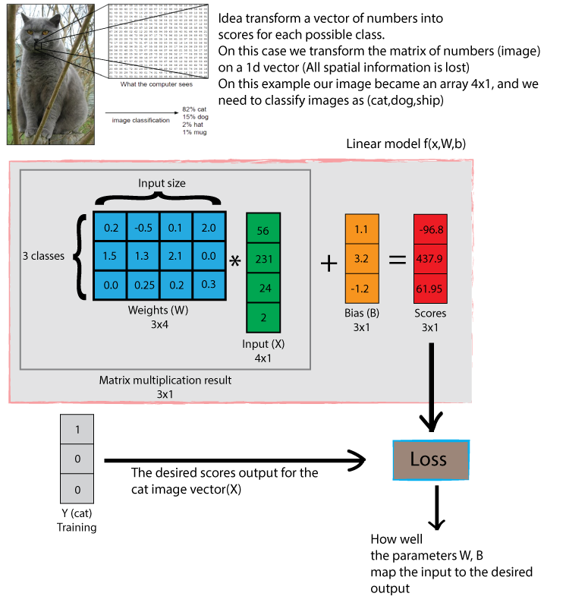 Idea transform a vector of numbers into
scores for each possible class.
On this case we transform the matrix of numbers (image)
on a 1d vector (All spatial information is lost)
On this example our image became an array 4x1, and we
need to classify images as (cat,dog,ship)
What the computer sees
image classification
82% cat
15% dog
2% hat
1% mug
Linear model f(x,W,b)
Input size
3 classes
0.2 -0.5 0.1 2.0
1.5 1.3 2.1 0.0
0.0 0.25 0.2 0.3
Weights (W)
3x4
*
56
231
24
2
Input (X)
4x1
+
1.1
3.2
-1.2
Bias (B)
3x1
=
-96.8
437.9
61.95
Scores
3x1
Matrix multiplication result
3x1
1
0
0
Y (cat)
Training
The desired scores output for the
cat image vector(X)
Loss
How well
the parameters W, B
map the input to the desired
output